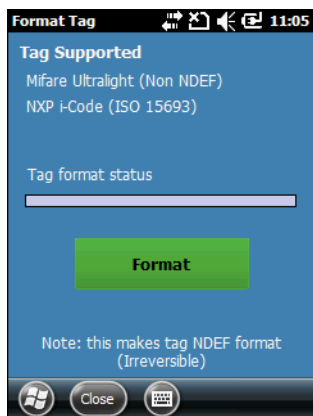 Format Tag 11:05
Tag Supported
Mifare Ultralight (Non NDEF)
NXP i-Code (ISO 15693)
Tag format status
Format
Note: this makes tag NDEF format
(Irreversible)
Close